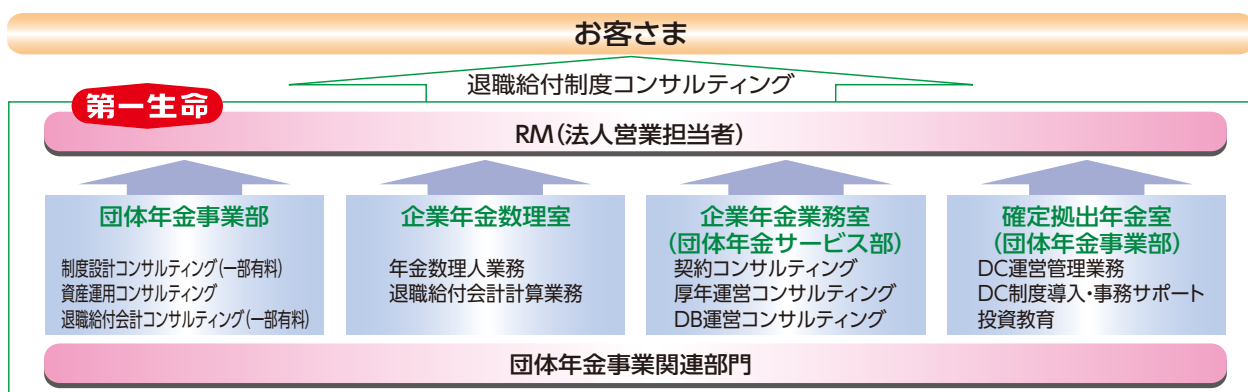 お客さま
退職給付制度コンサルティング
第一生命
RM(法人営業担当者)
団体年金事業部
制度設計コンサルティング(一部有料)
資産運用コンサルティング
退職給付会計コンサルティング(一部有料)
企業年金数理室
年金数理人業務
退職給付会計計算業務
企業年金業務室
(団体年金サービス部)
契約コンサルティング
厚年運営コンサルティング
DB運営コンサルティング
確定拠出年金室
(団体年金事業部)
DC運営管理業務
DC制度導入・事務サポート
投資教育
団体年金事業関連部門